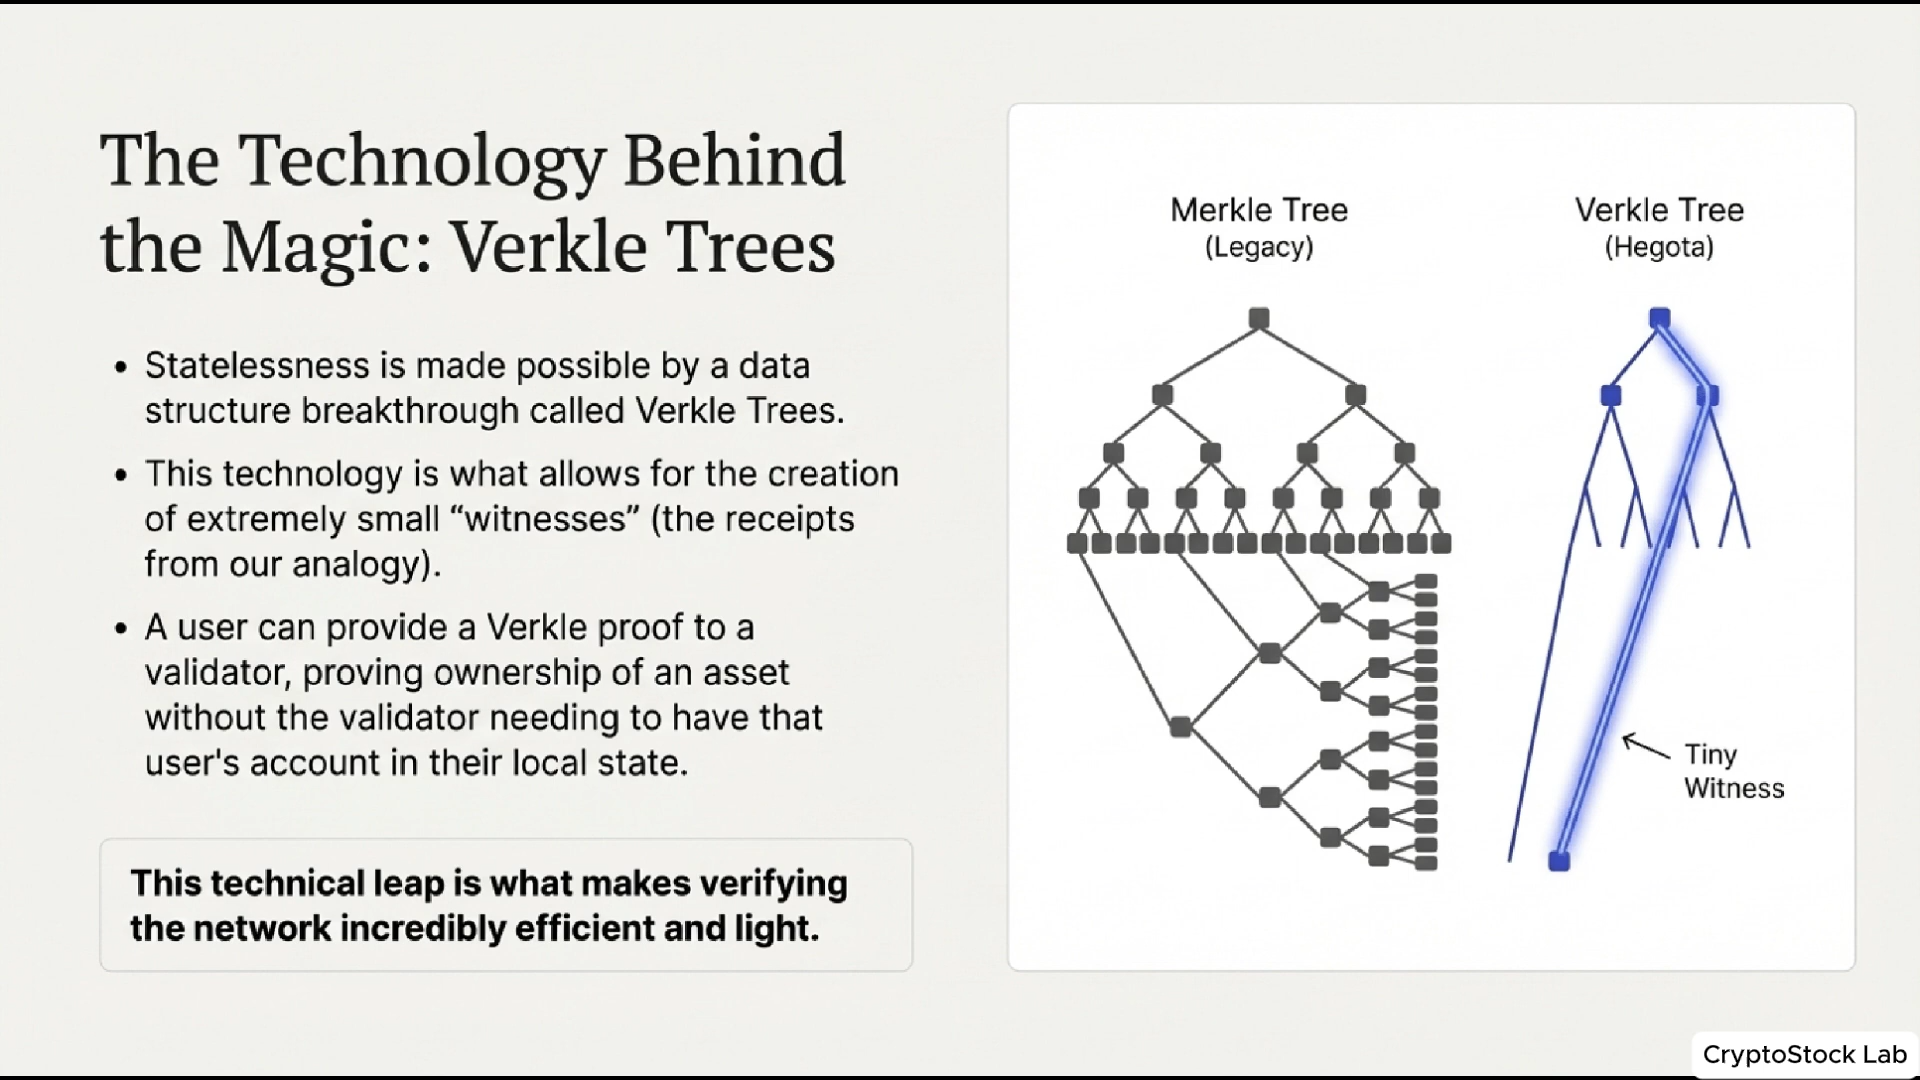 The Technology Behind
the Magic: Verkle Trees
• Statelessness is made possible by a data
structure breakthrough called Verkle Trees.
• This technology is what allows for the creation
of extremely small “witnesses” (the receipts
from our analogy).
• A user can provide a Verkle proof to a
validator, proving ownership of an asset
without the validator needing to have that
user's account in their local state.
This technical leap is what makes verifying
the network incredibly efficient and light.
Merkle Tree
(Legacy)
Verkle Tree
(Hegota)
Tiny
Witness
CryptoStock Lab